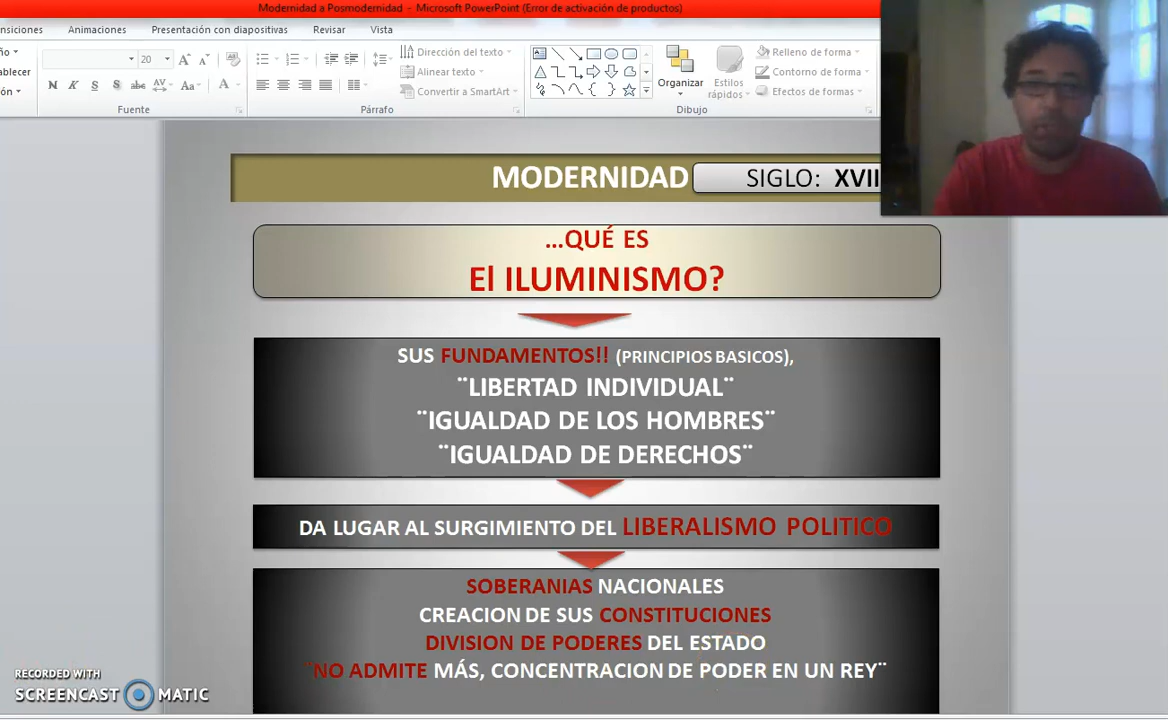 Modernidad a Posmodernidad - Microsoft PowerPoint (Error de activación de productos)
Animaciones
Presentación con diapositivas
Revisar
Vista
20
Dirección del texto
Alinear texto
Convertir a SmartArt
N K S S abc AV Aa A
Fuente
Párrafo
Organizar
Estilos
rápidos
Relleno de forma
Contorno de forma
Efectos de formas
Dibujo
MODERNIDAD
SIGLO: XVII
...QUÉ ES
El ILUMINISMO?
SUS FUNDAMENTOS!! (PRINCIPIOS BASICOS),
¨LIBERTAD INDIVIDUAL¨
¨IGUALDAD DE LOS HOMBRES¨
¨IGUALDAD DE DERECHOS¨
DA LUGAR AL SURGIMIENTO DEL LIBERALISMO POLITICO
SOBERANIAS NACIONALES
CREACION DE SUS CONSTITUCIONES
DIVISION DE PODERES DEL ESTADO
¨NO ADMITE MÁS, CONCENTRACION DE PODER EN UN REY¨
RECORDED WITH
SCREENCAST MATIC